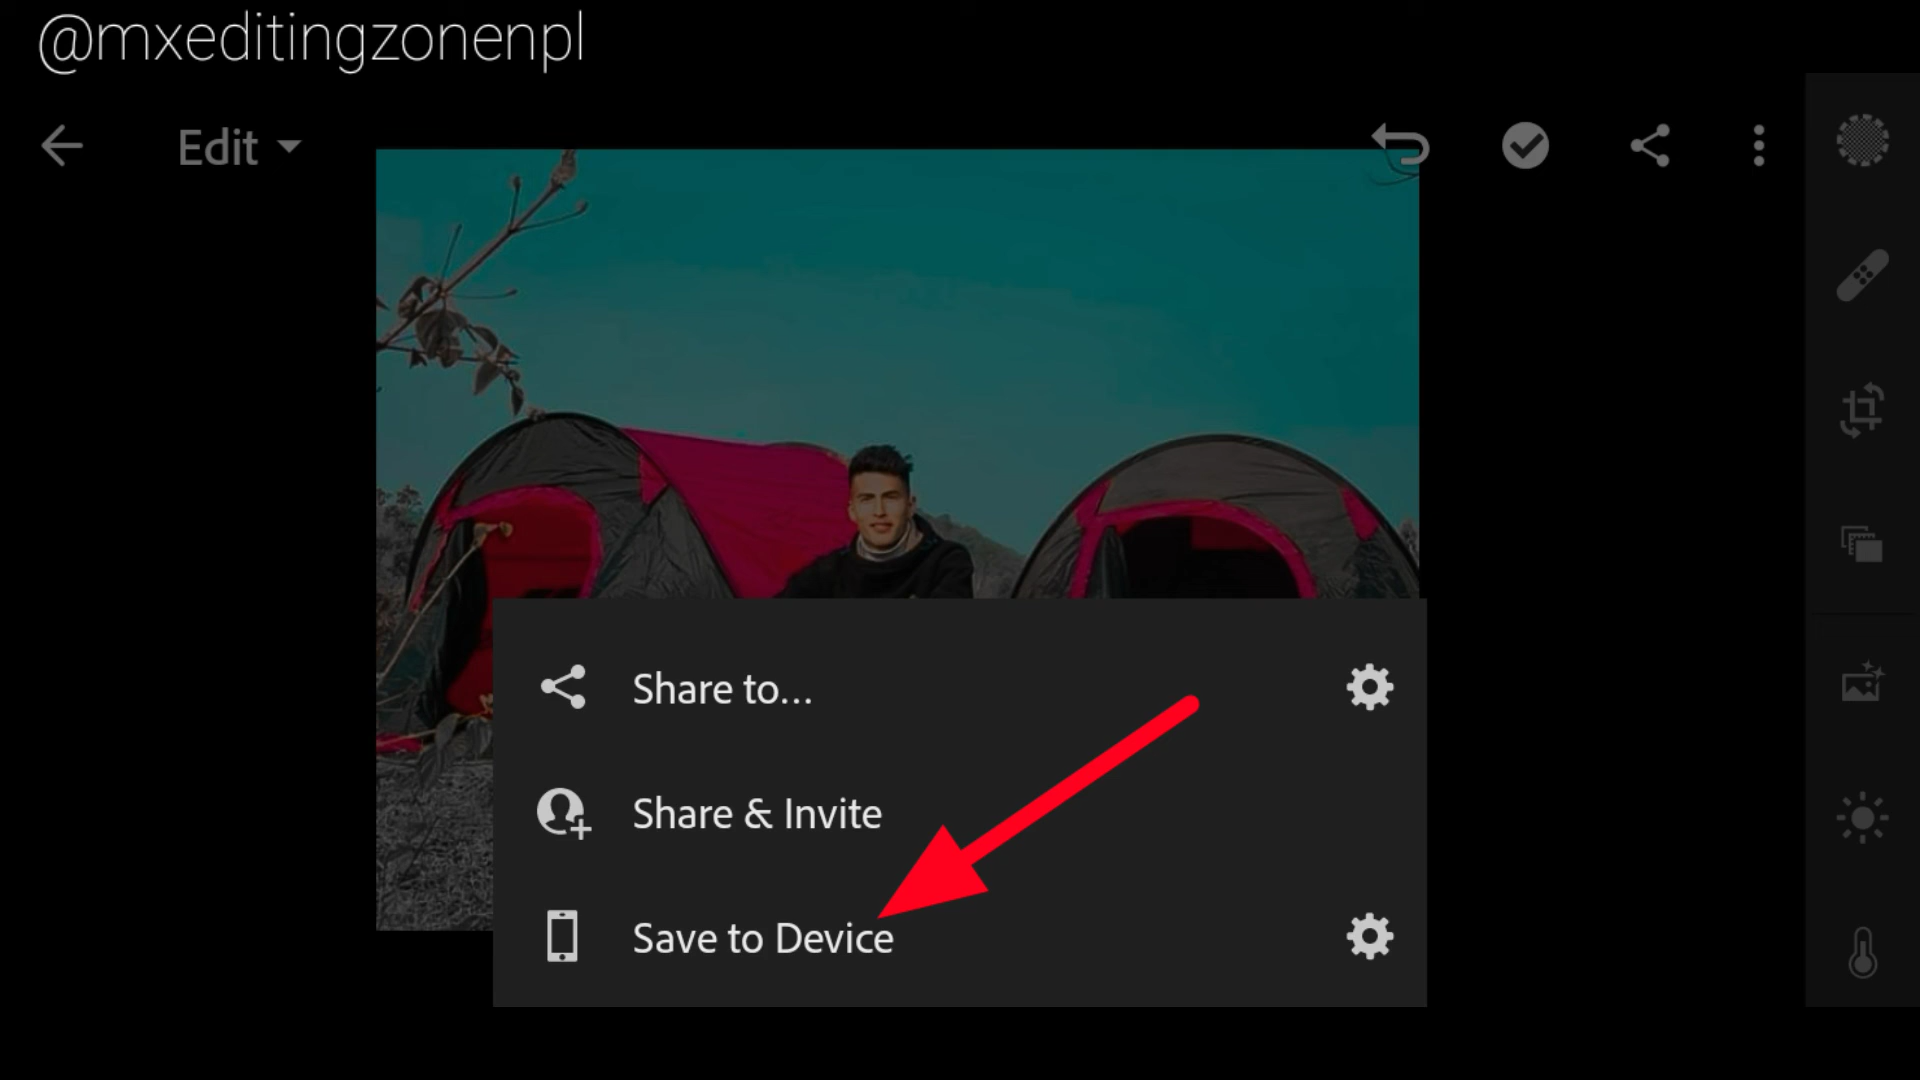 @mxeditingzonenpl
Edit
Share to...
Share & Invite
Save to Device